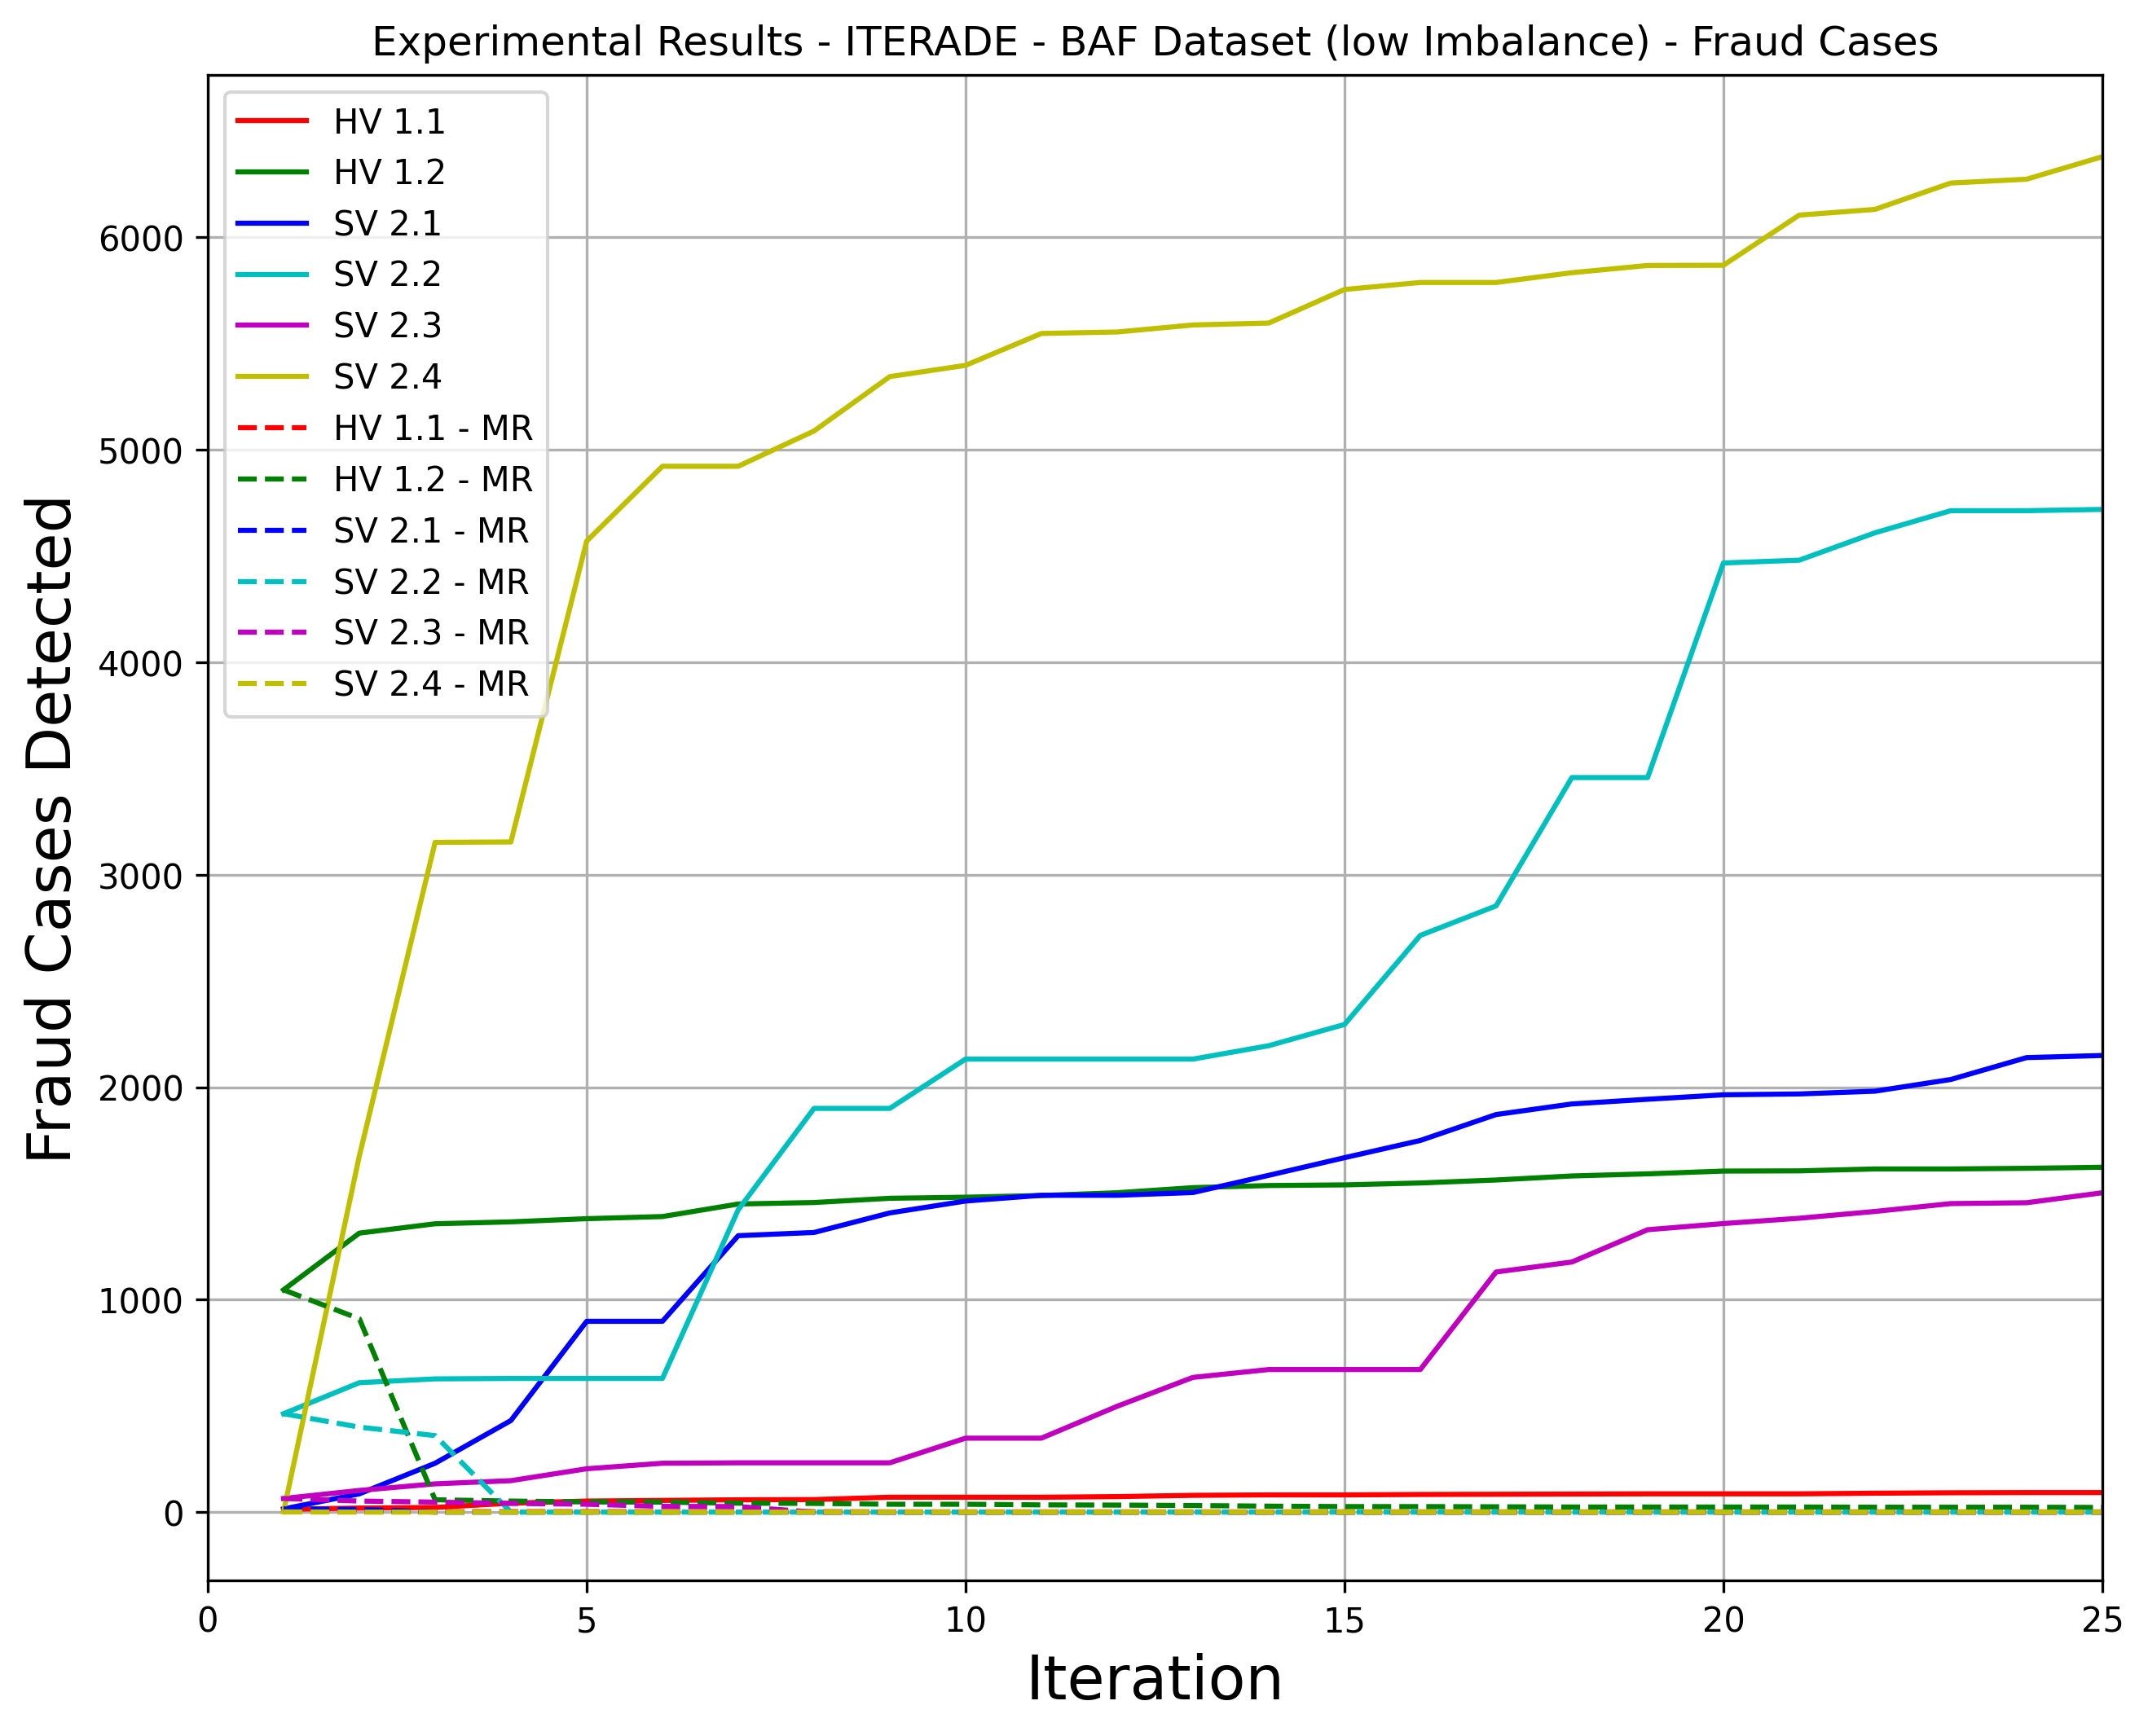 Experimental Results - ITERADE - BAF Dataset (low Imbalance) - Fraud Cases
HV 1.1
HV 1.2
SV 2.1
SV 2.2
SV 2.3
SV 2.4
HV 1.1 - MR
HV 1.2 - MR
SV 2.1 - MR
SV 2.2 - MR
SV 2.3 - MR
SV 2.4 - MR
Fraud Cases Detected
6000
5000
4000
3000
2000
1000
0
0 5 10 15 20 25
Iteration